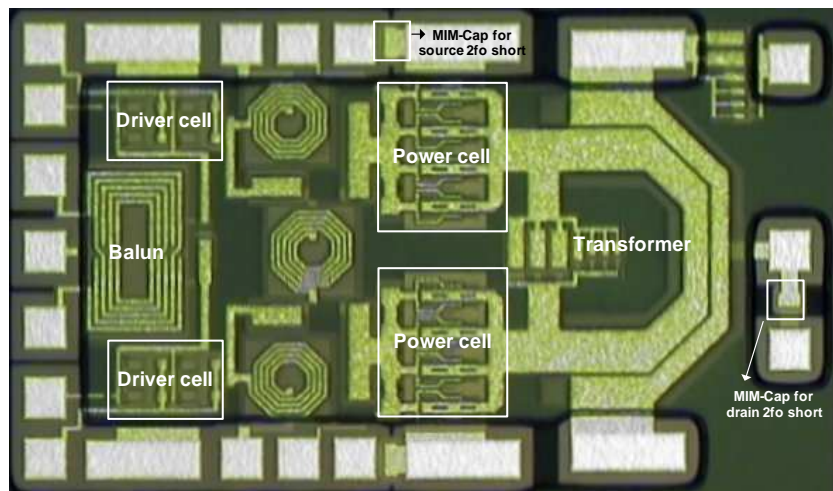 MIM-Cap for
source 2fo short
Driver cell
Power cell
Balun
Transformer
Power cell
Driver cell
MIM-Cap for
drain 2fo short